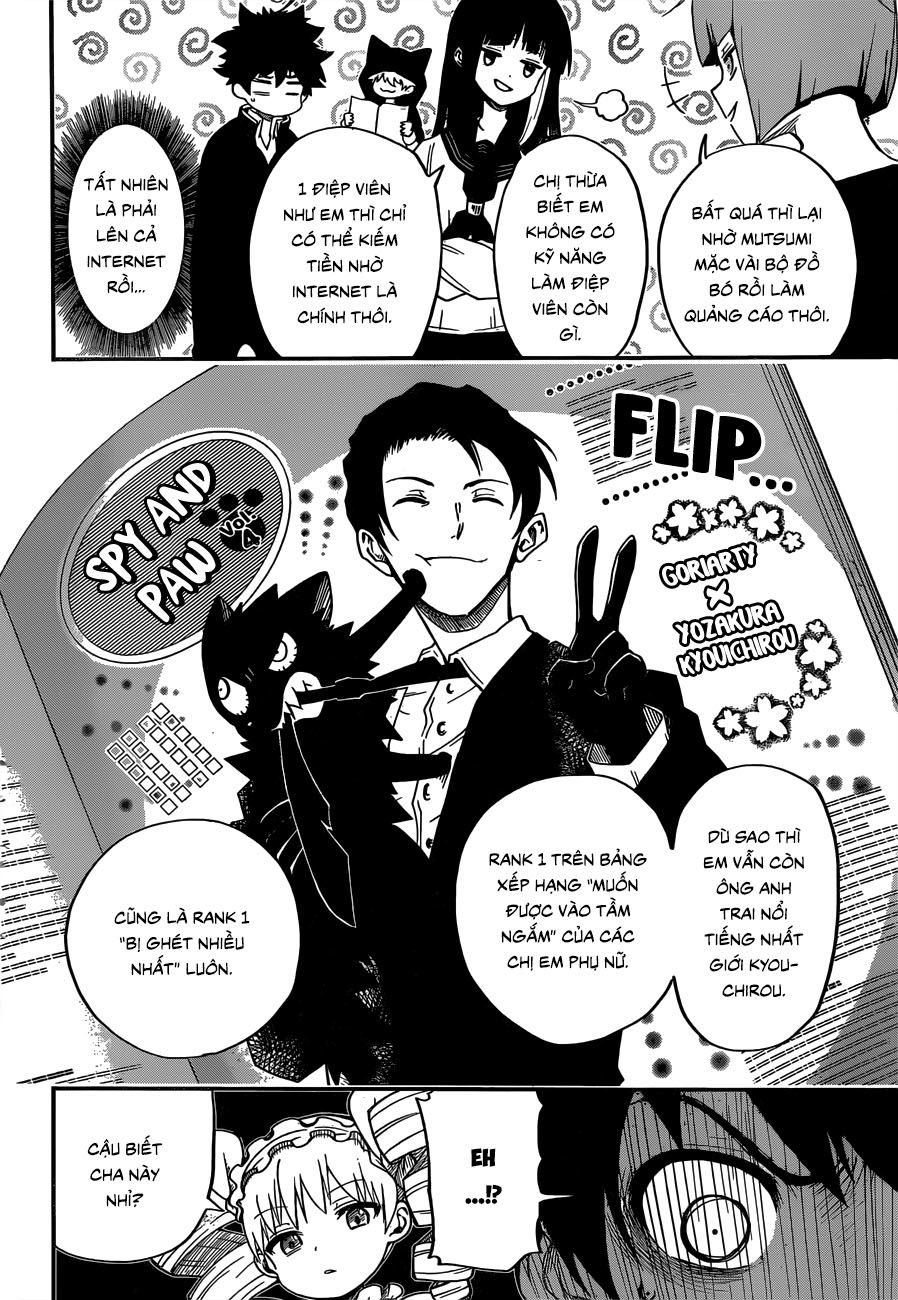 BẤT QUÁ THÌ LẠI
NHỜ MUTSUMI
MẶC VÀI BỘ ĐỒ
BÓ RỒI LÀM
QUẢNG CÁO THÔI.
CHỊ THỪA
BIẾT EM
KHÔNG CÓ
KỸ NĂNG
LÀM ĐIỆP
VIÊN CÒN
GÌ.
1 ĐIỆP VIÊN
NHƯ EM THÌ CHỈ
CÓ THỂ KIẾM
TIỀN NHỜ
INTERNET LÀ
CHÍNH THÔI.
TẤT NHIÊN
LÀ PHẢI
LÊN CẢ
INTERNET
RỒI...
FLIP...
SPY AND
PAW
VOL.
4
GORIARTY
X
YOZAKURA
KYOUICHIROU
DÙ SAO THÌ
EM VẪN CÒN
ÔNG ANH
TRAI NỔI
TIẾNG NHẤT
GIỚI KYOU-
CHIROU.
RANK 1 TRÊN BẢNG
XẾP HẠNG "MUỐN
ĐƯỢC VÀO TẦM
NGẮM" CỦA CÁC
CHỊ EM PHỤ NỮ.
CŨNG LÀ RANK 1
"BỊ GHÉT NHIỀU
NHẤT" LUÔN.
EH
...!?
CẬU BIẾT
CHA NÀY
NHỈ?